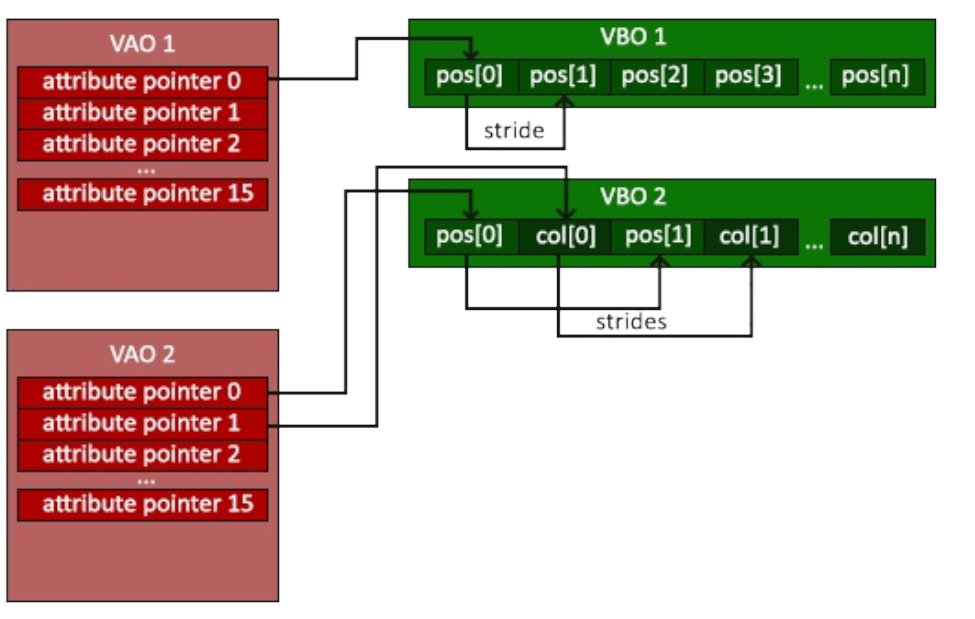 VAO 1
attribute pointer 0
attribute pointer 1
attribute pointer 2
...
attribute pointer 15
VBO 1
pos[0] pos[1] pos[2] pos[3] ... pos[n]
stride
VBO 2
pos[0] col[0] pos[1] col[1] ... col[n]
strides
VAO 2
attribute pointer 0
attribute pointer 1
attribute pointer 2
...
attribute pointer 15